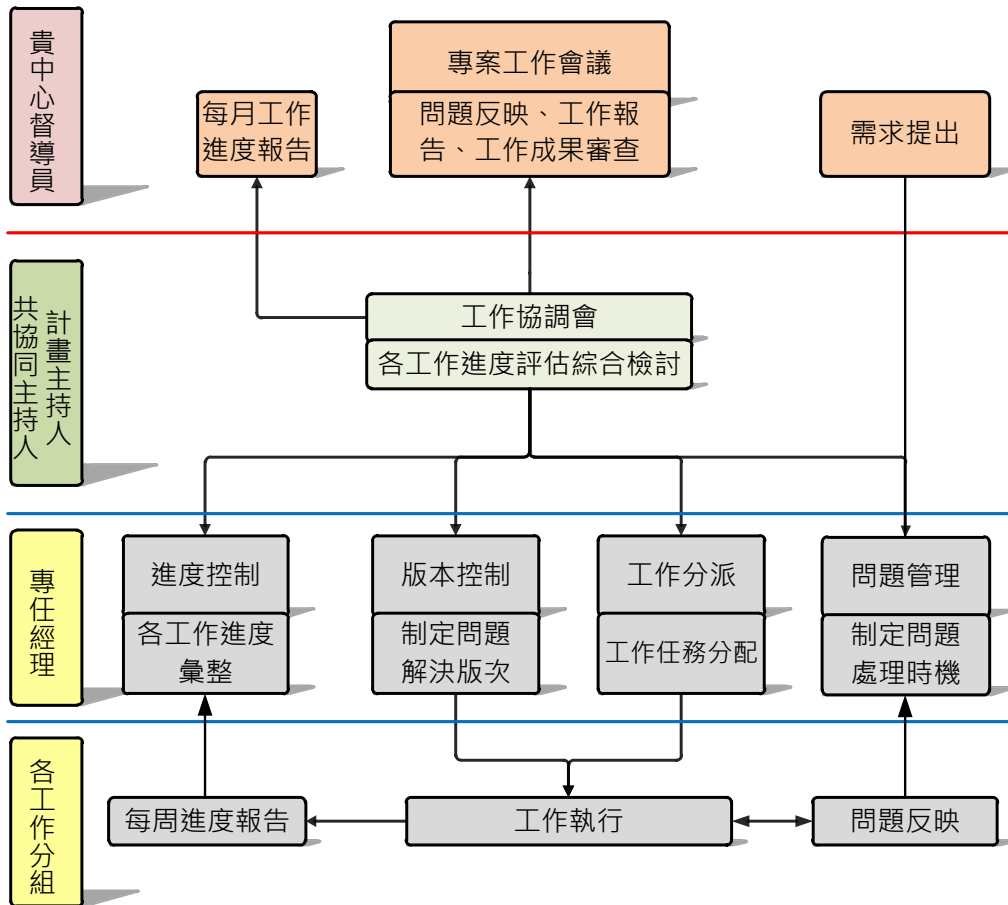 貴中心督導員
專案工作會議
每月工作
進度報告
問題反映、工作報
告、工作成果審查
需求提出
計畫主持人
共協同主持人
工作協調會
各工作進度評估綜合檢討
專任經理
進度控制
各工作進度
彙整
版本控制
制定問題
解決版次
工作分派
工作任務分配
問題管理
制定問題
處理時機
各工作分組
每周進度報告
工作執行
問題反映